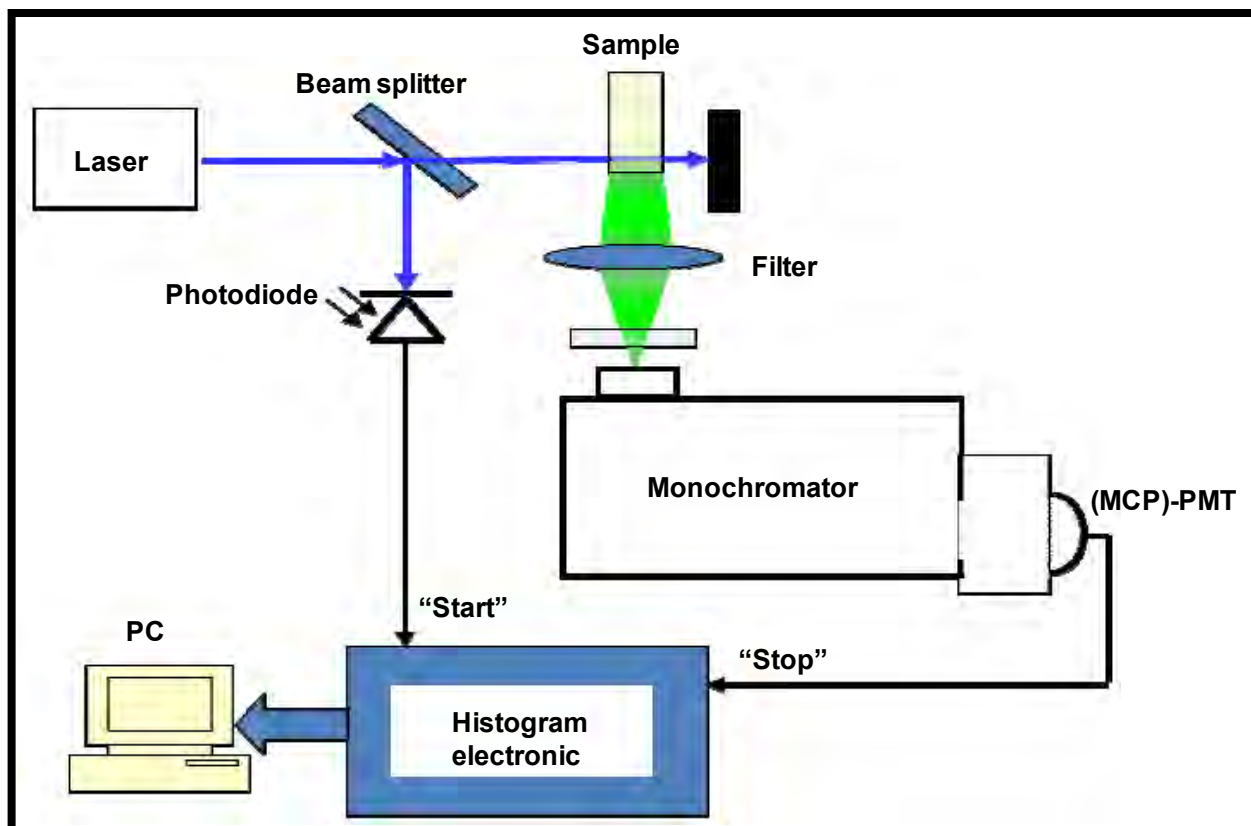 Sample
Beam splitter
Laser
Filter
Photodiode
Monochromator
(MCP)-PMT
“Start”
PC
“Stop”
Histogram
electronic